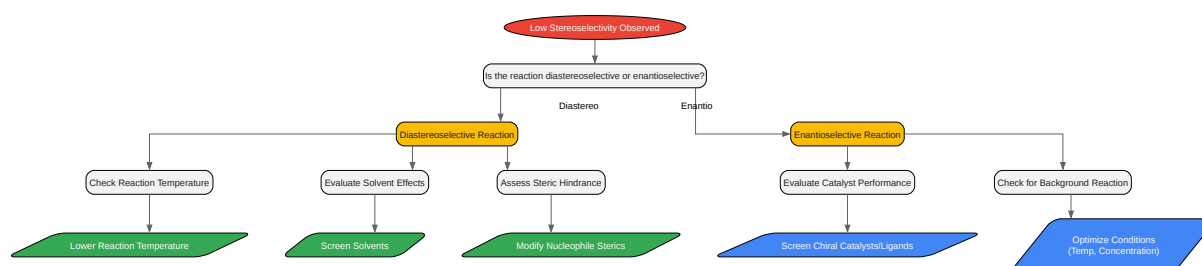 Low Stereoselectivity Observed
Is the reaction diastereoselective or enantioselective?
Diastereo
Enantio
Diastereoselective Reaction
Enantioselective Reaction
Check Reaction Temperature
Evaluate Solvent Effects
Assess Steric Hindrance
Evaluate Catalyst Performance
Check for Background Reaction
Lower Reaction Temperature
Screen Solvents
Modify Nucleophile Sterics
Screen Chiral Catalysts/Ligands
Optimize Conditions
(Temp, Concentration)